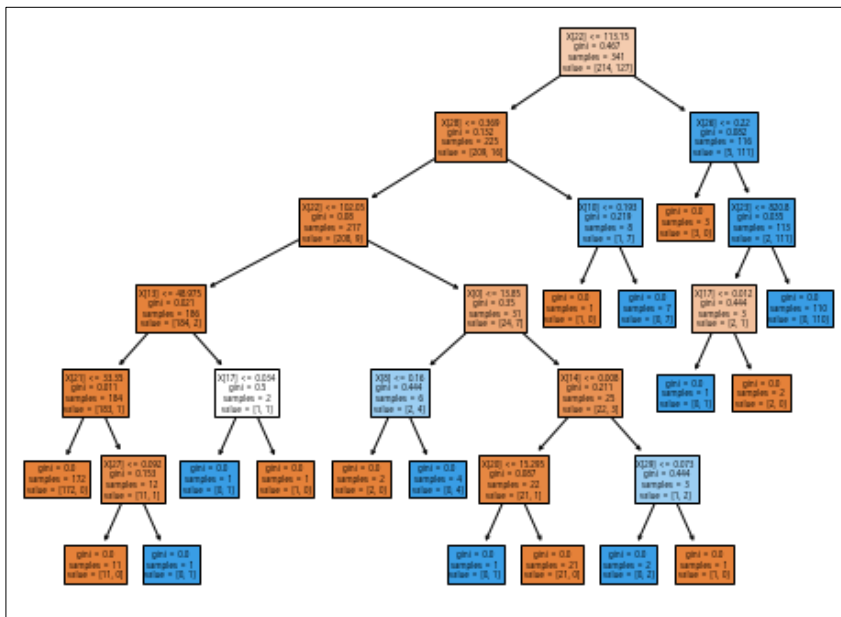 X[22] <= 113.15
gini = 0.467
samples = 341
value = [214, 127]
X[28] <= 0.369
gini = 0.132
samples = 225
value = [209, 16]
X[26] <= 0.22
gini = 0.082
samples = 116
value = [5, 111]
X[22] <= 102.05
gini = 0.08
samples = 217
value = [208, 9]
X[10] <= 0.193
gini = 0.219
samples = 8
value = [1, 7]
gini = 0.0
samples = 3
value = [3, 0]
X[23] <= 820.8
gini = 0.035
samples = 113
value = [2, 111]
X[13] <= 48.975
gini = 0.021
samples = 186
value = [184, 2]
X[0] <= 13.85
gini = 0.35
samples = 31
value = [24, 7]
gini = 0.0
samples = 1
value = [1, 0]
gini = 0.0
samples = 7
value = [0, 7]
X[17] <= 0.012
gini = 0.444
samples = 3
value = [2, 1]
gini = 0.0
samples = 110
value = [0, 110]
X[21] <= 33.35
gini = 0.011
samples = 184
value = [183, 1]
X[17] <= 0.034
gini = 0.5
samples = 2
value = [1, 1]
X[8] <= 0.16
gini = 0.444
samples = 6
value = [2, 4]
X[14] <= 0.008
gini = 0.211
samples = 25
value = [22, 3]
gini = 0.0
samples = 1
value = [0, 1]
gini = 0.0
samples = 2
value = [2, 0]
gini = 0.0
samples = 172
value = [172, 0]
X[27] <= 0.092
gini = 0.153
samples = 12
value = [11, 1]
gini = 0.0
samples = 1
value = [0, 1]
gini = 0.0
samples = 1
value = [1, 0]
gini = 0.0
samples = 2
value = [2, 0]
gini = 0.0
samples = 4
value = [0, 4]
X[20] <= 15.295
gini = 0.087
samples = 22
value = [21, 1]
X[29] <= 0.073
gini = 0.444
samples = 3
value = [1, 2]
gini = 0.0
samples = 11
value = [11, 0]
gini = 0.0
samples = 1
value = [0, 1]
gini = 0.0
samples = 1
value = [0, 1]
gini = 0.0
samples = 21
value = [21, 0]
gini = 0.0
samples = 2
value = [0, 2]
gini = 0.0
samples = 1
value = [1, 0]